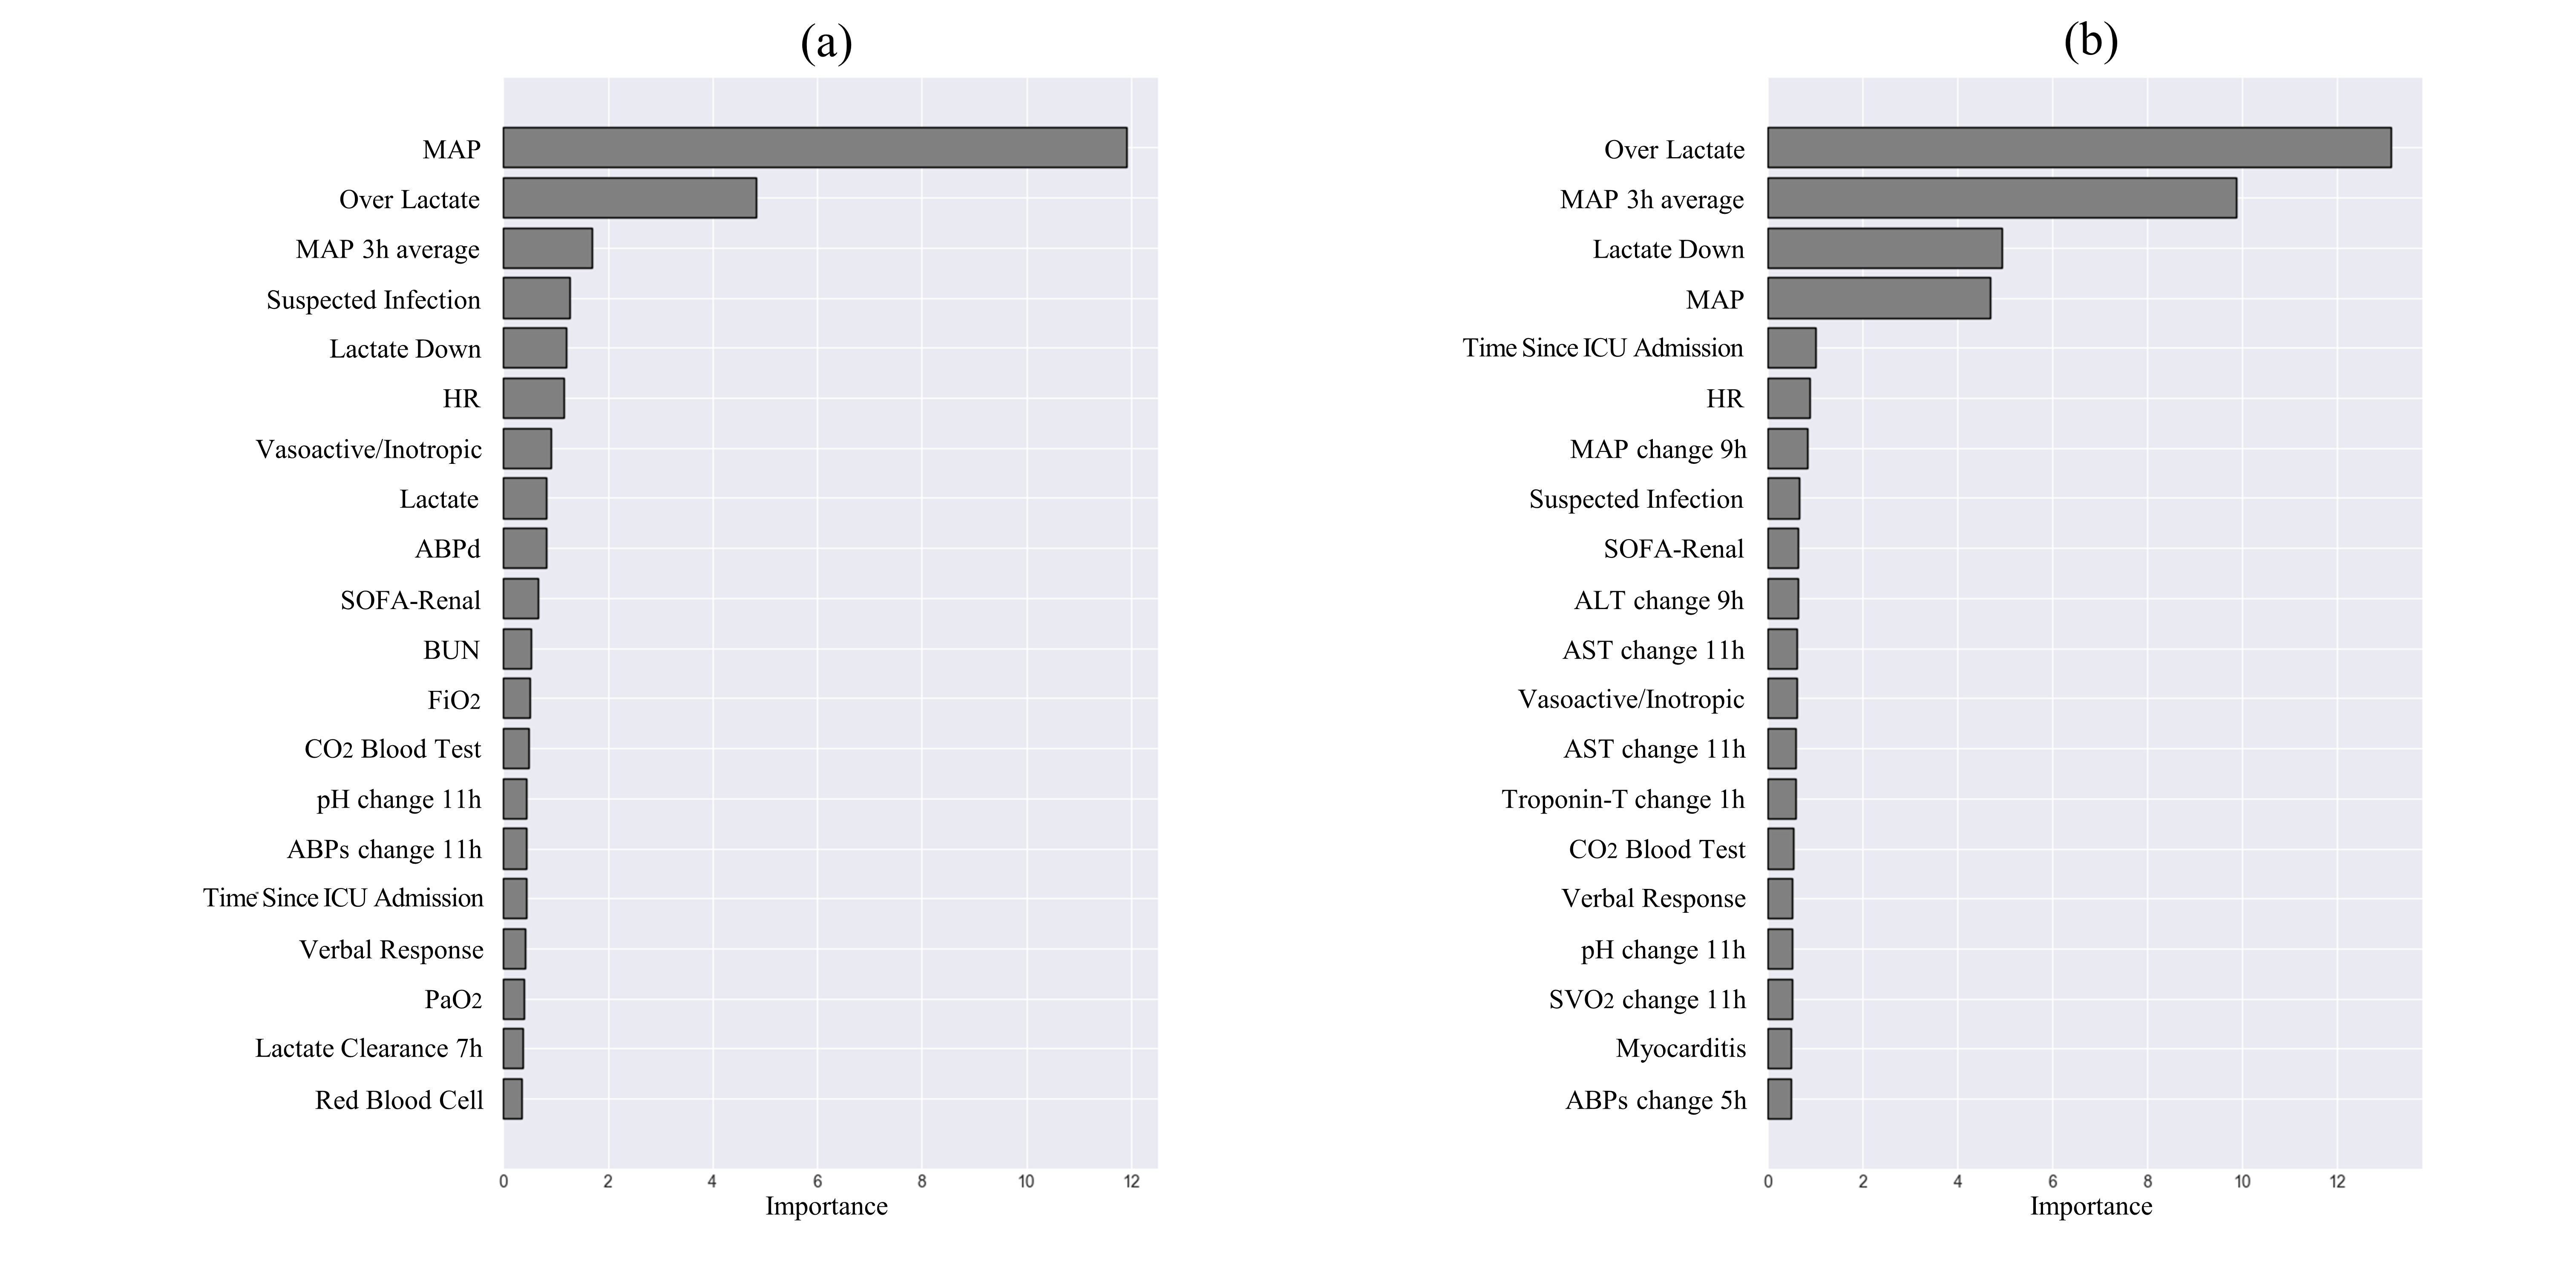 (a)
MAP
Over Lactate
MAP 3h average
Suspected Infection
Lactate Down
HR
Vasoactive/Inotropic
Lactate
ABPd
SOFA-Renal
BUN
FiO2
CO2 Blood Test
pH change 11h
ABPs change 11h
Time Since ICU Admission
Verbal Response
PaO2
Lactate Clearance 7h
Red Blood Cell
0 2 4 6 8 10 12
Importance
(b)
Over Lactate
MAP 3h average
Lactate Down
MAP
Time Since ICU Admission
HR
MAP change 9h
Suspected Infection
SOFA-Renal
ALT change 9h
AST change 11h
Vasoactive/Inotropic
AST change 11h
Troponin-T change 1h
CO2 Blood Test
Verbal Response
pH change 11h
SVO2 change 11h
Myocarditis
ABPs change 5h
0 2 4 6 8 10 12
Importance